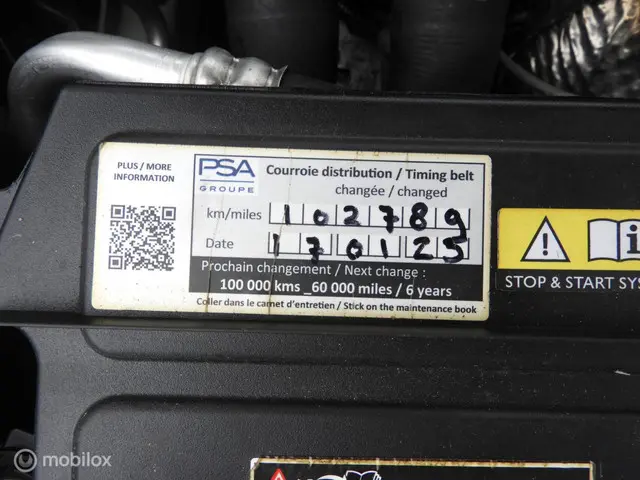 PLUS / MORE
INFORMATION
PSA
GROUPE
Courroie distribution / Timing belt
changée / changed
km/miles 102789
Date 170125
Prochain changement / Next change :
100 000 kms _60 000 miles / 6 years
Coller dans le carnet d'entretien / Stick on the maintenance book
STOP & START SYS
mobilox